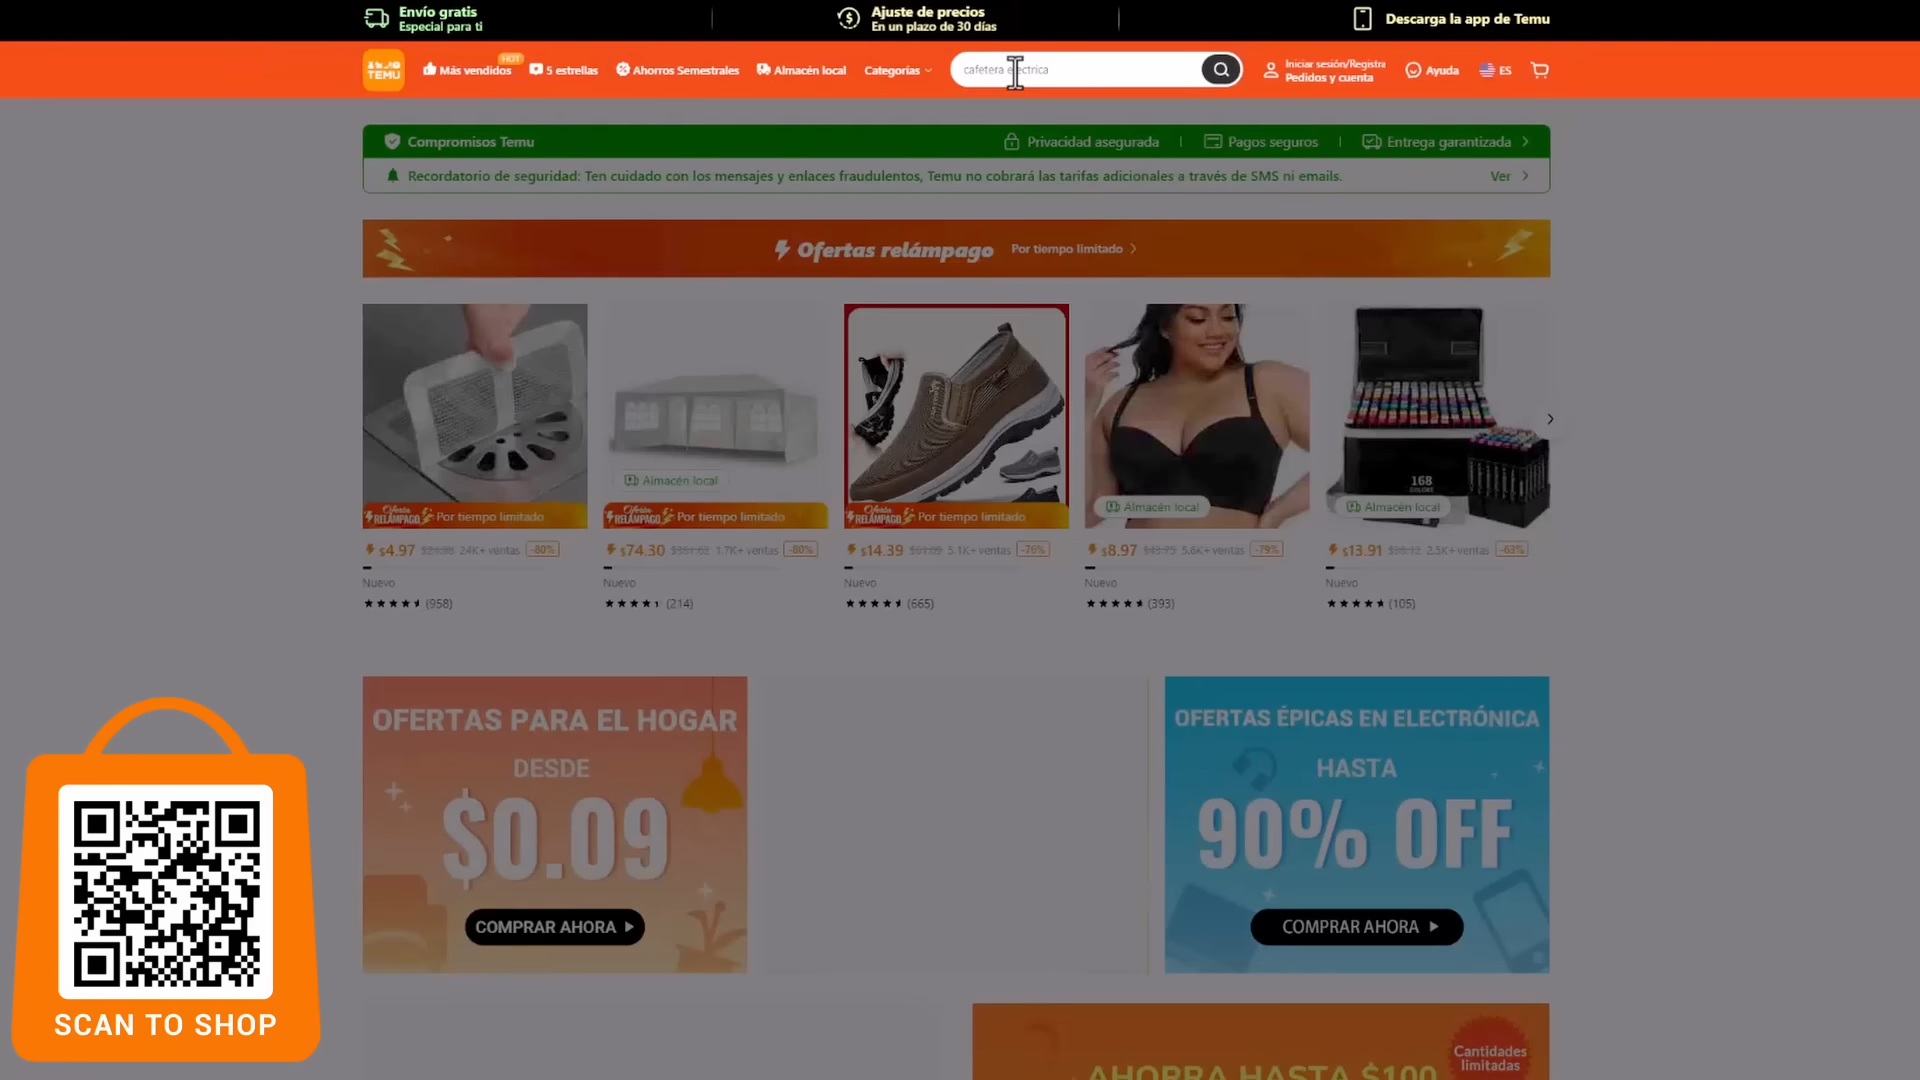 Envío gratis
Especial para ti
Ajuste de precios
En un plazo de 30 días
Descarga la app de Temu
TEMU
Más vendidos
HOT
5 estrellas
Ahorros Semestrales
Almacén local
Categorías
cafetera
Iniciar sesión/Registra
Pedidos y cuenta
Ayuda
ES
Compromisos Temu
Privacidad asegurada
Pagos seguros
Entrega garantizada
Recordatorio de seguridad: Ten cuidado con los mensajes y enlaces fraudulentos, Temu no cobrará las tarifas adicionales a través de SMS ni emails.
Ver
Ofertas relámpago
Por tiempo limitado
Almacén local
168
Almacén local
Almacén local
Oferta RELÁMPAGO Por tiempo limitado
Oferta RELÁMPAGO Por tiempo limitado
Oferta RELÁMPAGO Por tiempo limitado
$4.97 24K+ ventas -80%
$74.30 1.7K+ ventas -80%
$14.39 5.1K+ ventas -76%
$8.97 5.6K+ ventas -79%
$13.91 2.5K+ ventas -63%
Nuevo
Nuevo
Nuevo
Nuevo
Nuevo
(958)
(214)
(665)
(393)
(105)
OFERTAS PARA EL HOGAR
DESDE
$0.09
COMPRAR AHORA
OFERTAS ÉPICAS EN ELECTRÓNICA
HASTA
90% OFF
COMPRAR AHORA
SCAN TO SHOP
AHORRA HASTA $100
Cantidades
limitadas